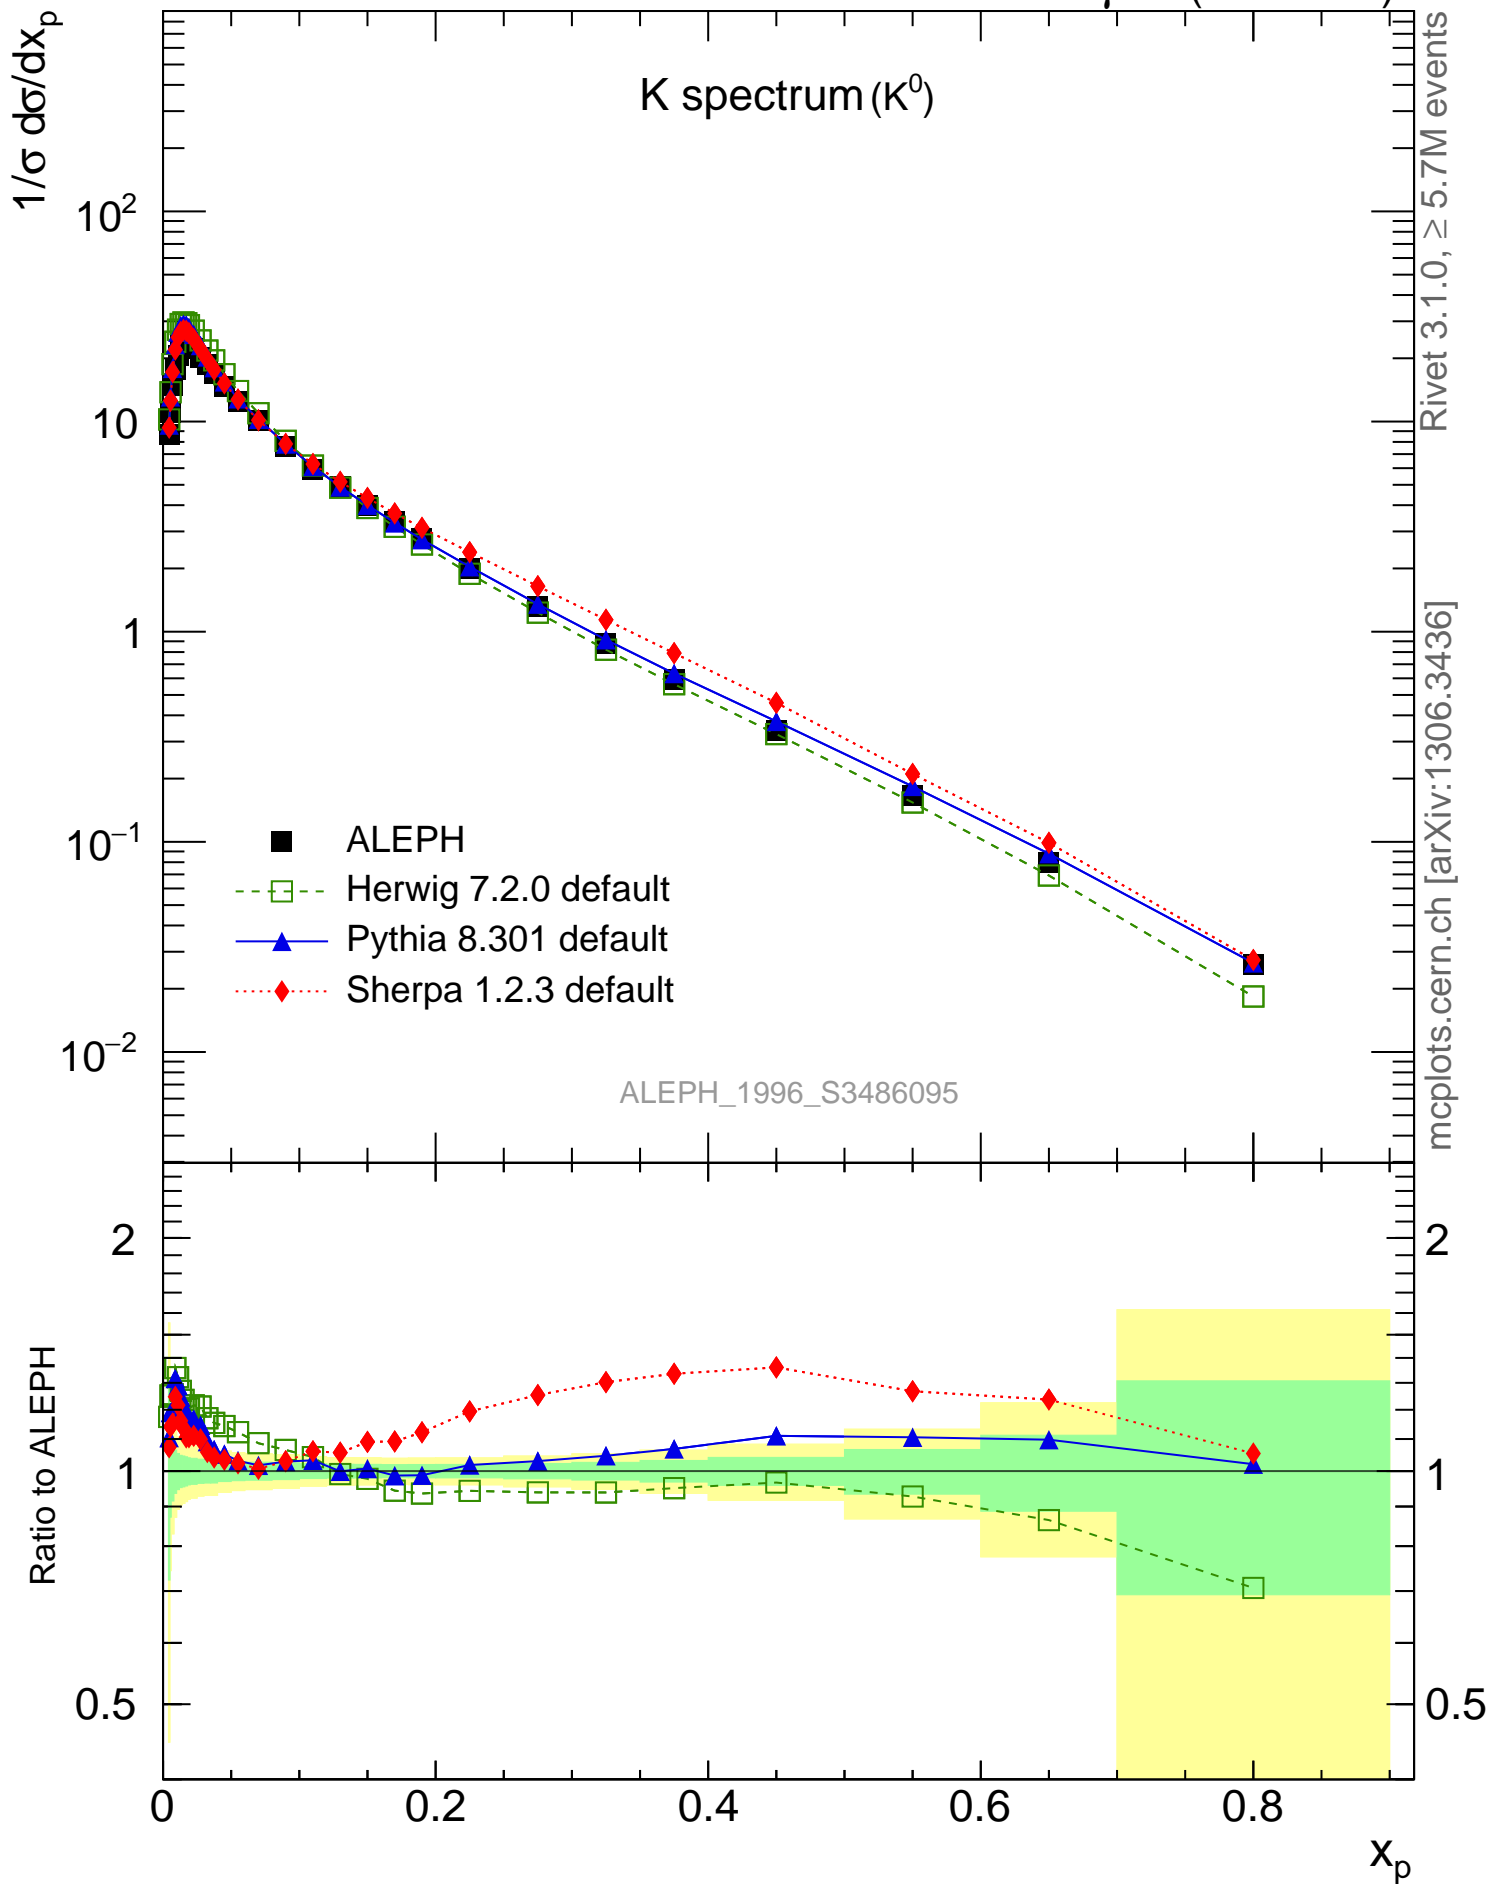 1/σ dσ/dx_p
K spectrum (K^0)
10^2
10
1
10^−1
10^−2
ALEPH
Herwig 7.2.0 default
Pythia 8.301 default
Sherpa 1.2.3 default
ALEPH_1996_S3486095
Rivet 3.1.0, ≥ 5.7M events
mcplots.cern.ch [arXiv:1306.3436]
Ratio to ALEPH
2
1
0.5
2
1
0.5
0
0.2
0.4
0.6
0.8
x_p